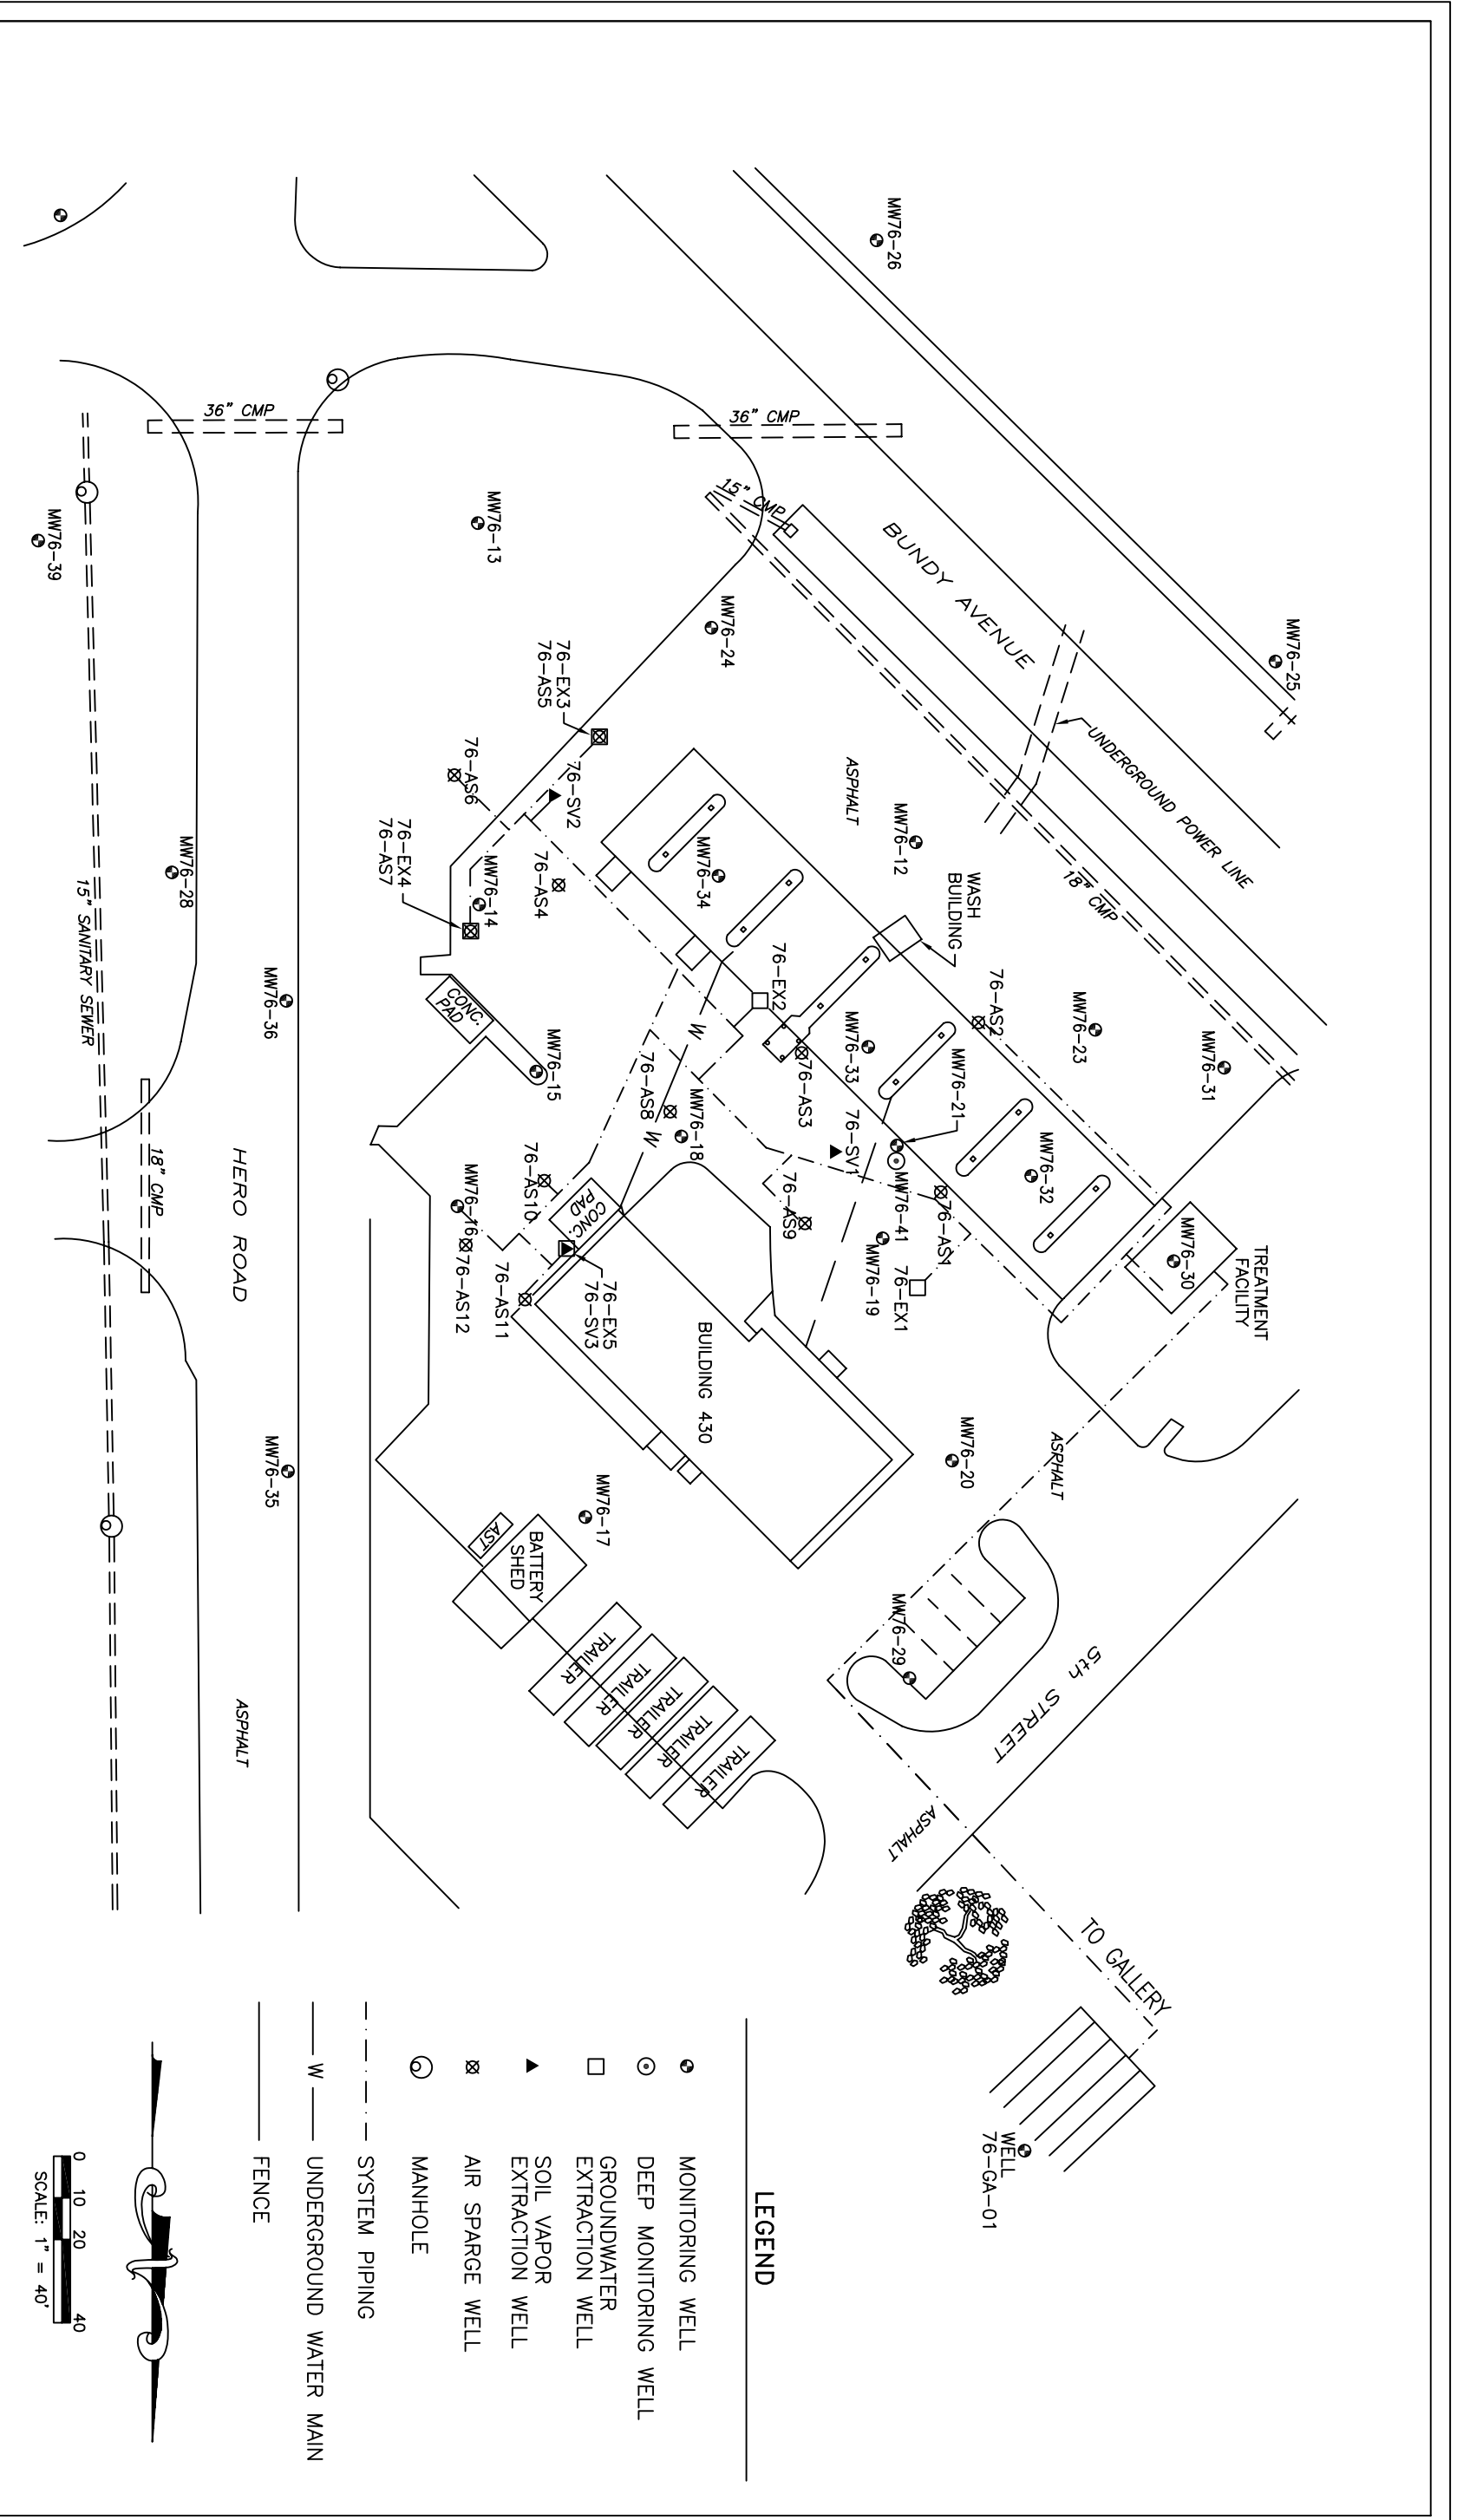 MW76-26
MW76-25
36" CMP
36" CMP
15" CMP
BUNDY AVENUE
UNDERGROUND POWER LINE
18" CMP
MW76-13
MW76-24
MW76-39
76-EX3
76-AS5
76-AS6
76-SV2
ASPHALT
MW76-12
WASH
BUILDING
76-AS2
MW76-23
MW76-31
MW76-34
76-AS4
MW76-14
76-EX4
76-AS7
MW76-28
15" SANITARY SEWER
MW76-36
CONC.
PAD
MW76-15
76-EX2
MW76-33
76-AS3
MW76-21
MW76-32
W
W
76-AS8
MW76-18
76-SV1
MW76-41
76-AS1
76-AS9
MW76-19
76-EX1
MW76-30
TREATMENT
FACILITY
18" CMP
HERO ROAD
MW76-16
76-AS10
CONC.
PAD
76-AS12
76-AS11
76-EX5
76-SV3
BUILDING 430
MW76-35
MW76-17
MW76-20
ASPHALT
AST
BATTERY
SHED
MW76-29
5th STREET
TRAILER
TRAILER
TRAILER
TRAILER
TRAILER
ASPHALT
ASPHALT
TO GALLERY
WELL
76-GA-01
LEGEND
MONITORING WELL
DEEP MONITORING WELL
GROUNDWATER
EXTRACTION WELL
SOIL VAPOR
EXTRACTION WELL
AIR SPARGE WELL
MANHOLE
SYSTEM PIPING
W
UNDERGROUND WATER MAIN
FENCE
0 10 20 40
SCALE: 1" = 40'